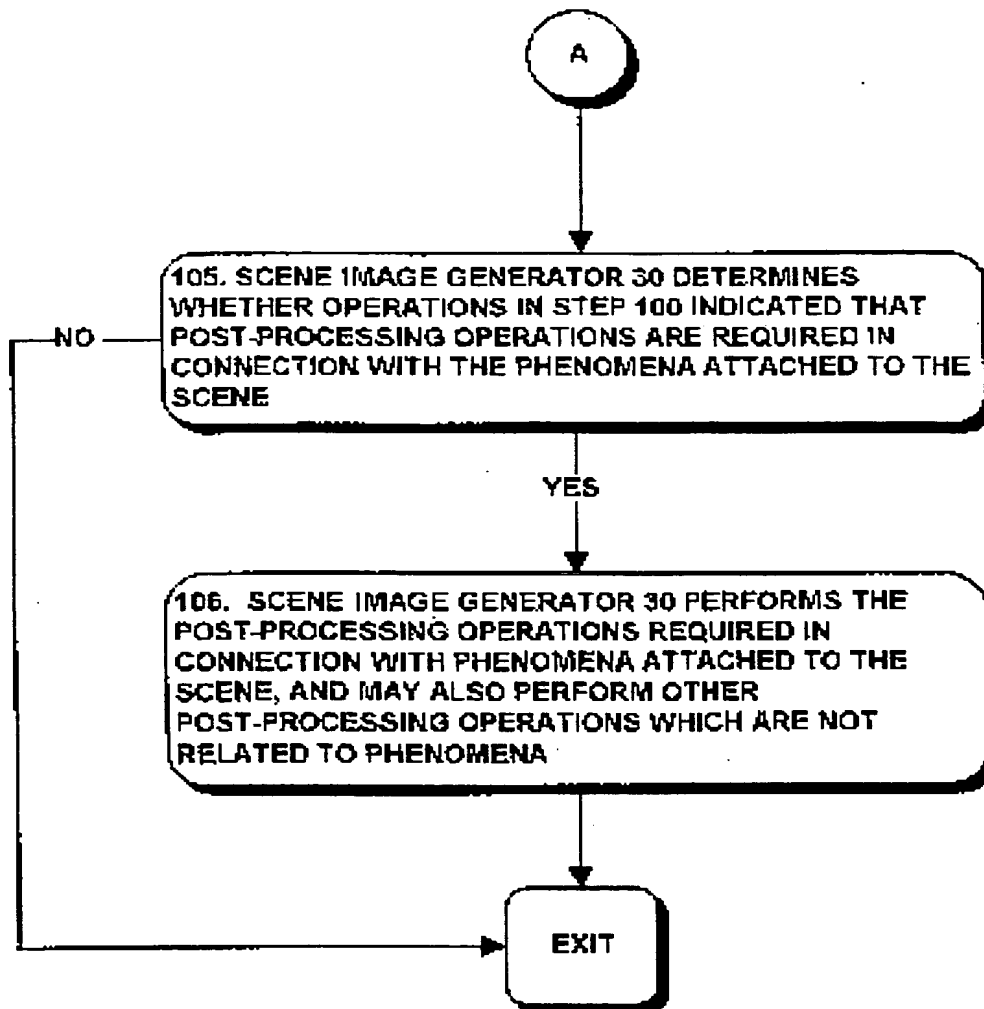 A
105. SCENE IMAGE GENERATOR 30 DETERMINES
WHETHER OPERATIONS IN STEP 100 INDICATED THAT
POST-PROCESSING OPERATIONS ARE REQUIRED IN
CONNECTION WITH THE PHENOMENA ATTACHED TO THE
SCENE
NO
YES
106. SCENE IMAGE GENERATOR 30 PERFORMS THE
POST-PROCESSING OPERATIONS REQUIRED IN
CONNECTION WITH PHENOMENA ATTACHED TO THE
SCENE, AND MAY ALSO PERFORM OTHER
POST-PROCESSING OPERATIONS WHICH ARE NOT
RELATED TO PHENOMENA
EXIT